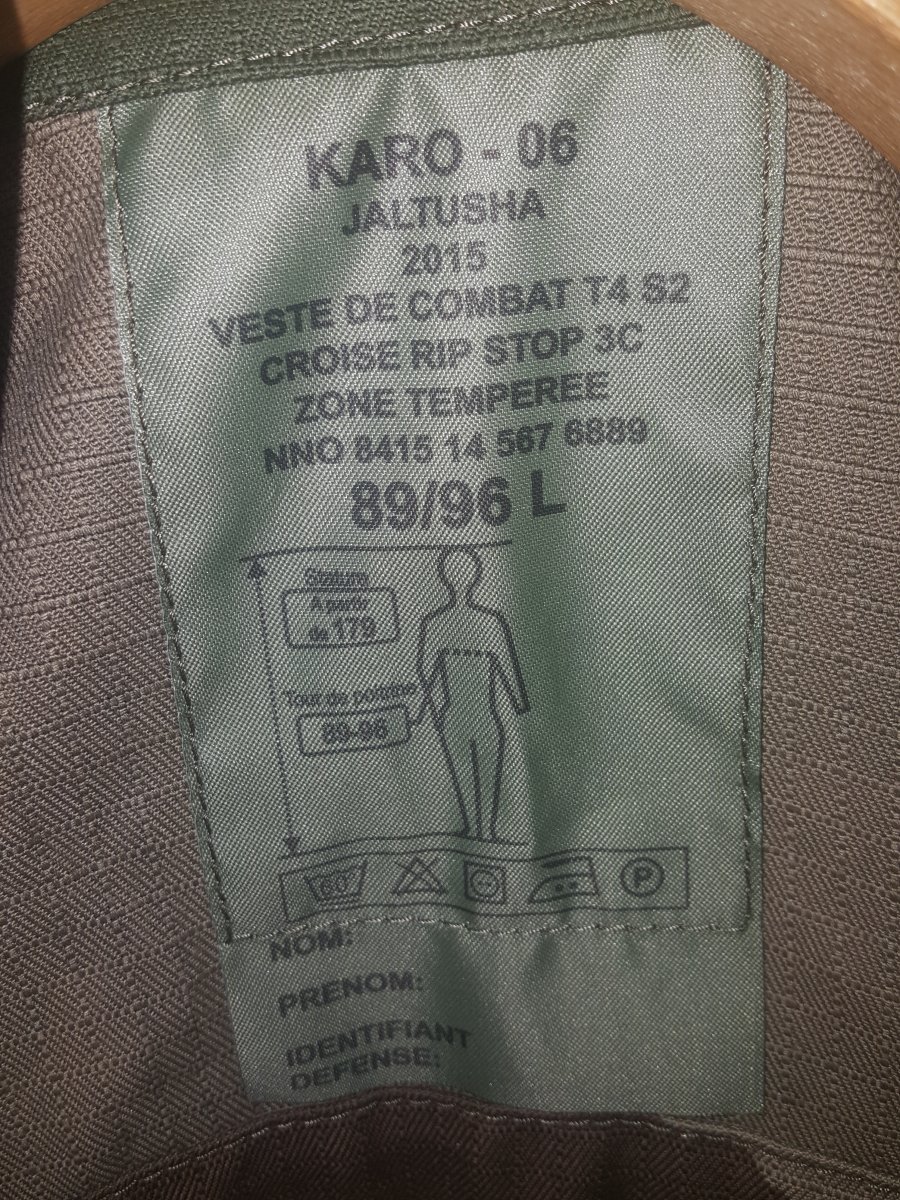 KARO - 06
JALTUSHA
2015
VESTE DE COMBAT T4 S2
CROISE RIP STOP 3C
ZONE TEMPEREE
NNO 8415 14 567 6889
89/96 L
Stature
A partir
de 179
Tour de poitrine
89-96
60
P
NOM:
PRENOM:
IDENTIFIANT
DEFENSE: